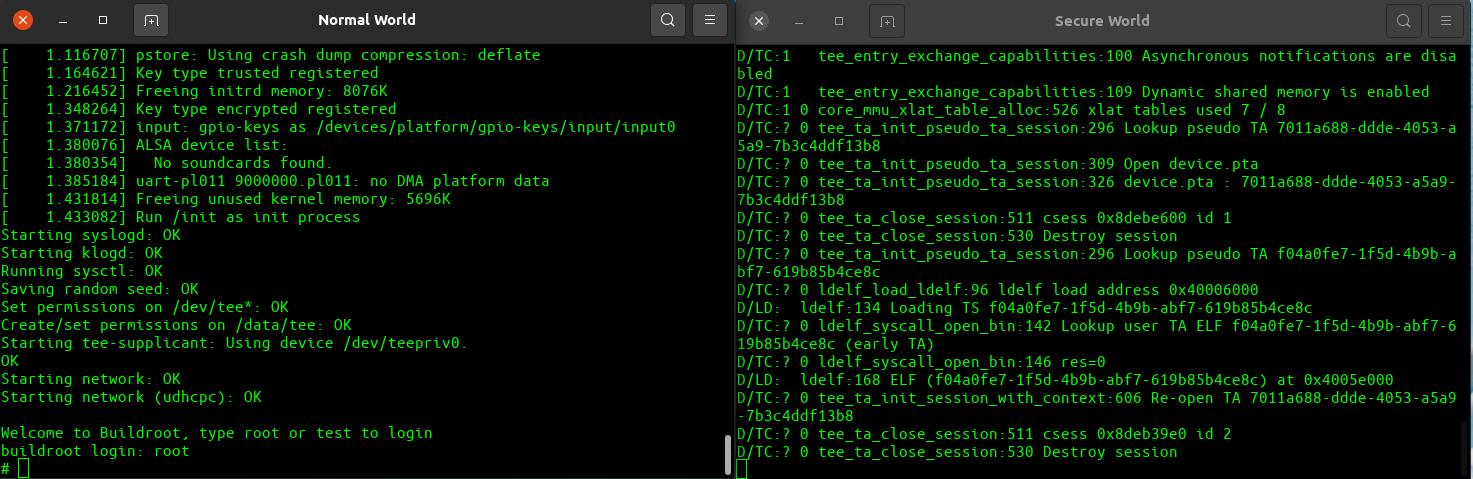 Normal World
[    1.116707] pstore: Using crash dump compression: deflate
[    1.164621] Key type trusted registered
[    1.216452] Freeing initrd memory: 8076K
[    1.348264] Key type encrypted registered
[    1.371172] input: gpio-keys as /devices/platform/gpio-keys/input/input0
[    1.380076] ALSA device list:
[    1.380354]   No soundcards found.
[    1.385184] uart-pl011 9000000.pl011: no DMA platform data
[    1.431814] Freeing unused kernel memory: 5696K
[    1.433082] Run /init as init process
Starting syslogd: OK
Starting klogd: OK
Running sysctl: OK
Saving random seed: OK
Set permissions on /dev/tee*: OK
Create/set permissions on /data/tee: OK
Starting tee-supplicant: Using device /dev/teepriv0.
OK
Starting network: OK
Starting network (udhcpc): OK
Welcome to Buildroot, type root or test to login
buildroot login: root
#
Secure World
D/TC:1   tee_entry_exchange_capabilities:100 Asynchronous notifications are disa
bled
D/TC:1   tee_entry_exchange_capabilities:109 Dynamic shared memory is enabled
D/TC:1 0 core_mmu_xlat_table_alloc:526 xlat tables used 7 / 8
D/TC:? 0 tee_ta_init_pseudo_ta_session:296 Lookup pseudo TA 7011a688-ddde-4053-a
5a9-7b3c4ddf13b8
D/TC:? 0 tee_ta_init_pseudo_ta_session:309 Open device.pta
D/TC:? 0 tee_ta_init_pseudo_ta_session:326 device.pta : 7011a688-ddde-4053-a5a9-
7b3c4ddf13b8
D/TC:? 0 tee_ta_close_session:511 csess 0x8debe600 id 1
D/TC:? 0 tee_ta_close_session:530 Destroy session
D/TC:? 0 tee_ta_init_pseudo_ta_session:296 Lookup pseudo TA f04a0fe7-1f5d-4b9b-a
bf7-619b85b4ce8c
D/TC:? 0 ldelf_load_ldelf:96 ldelf load address 0x40006000
D/LD:  ldelf:134 Loading TS f04a0fe7-1f5d-4b9b-abf7-619b85b4ce8c
D/TC:? 0 ldelf_syscall_open_bin:142 Lookup user TA ELF f04a0fe7-1f5d-4b9b-abf7-6
19b85b4ce8c (early TA)
D/TC:? 0 ldelf_syscall_open_bin:146 res=0
D/LD:  ldelf:168 ELF (f04a0fe7-1f5d-4b9b-abf7-619b85b4ce8c) at 0x4005e000
D/TC:? 0 tee_ta_init_session_with_context:606 Re-open TA 7011a688-ddde-4053-a5a9
-7b3c4ddf13b8
D/TC:? 0 tee_ta_close_session:511 csess 0x8deb39e0 id 2
D/TC:? 0 tee_ta_close_session:530 Destroy session